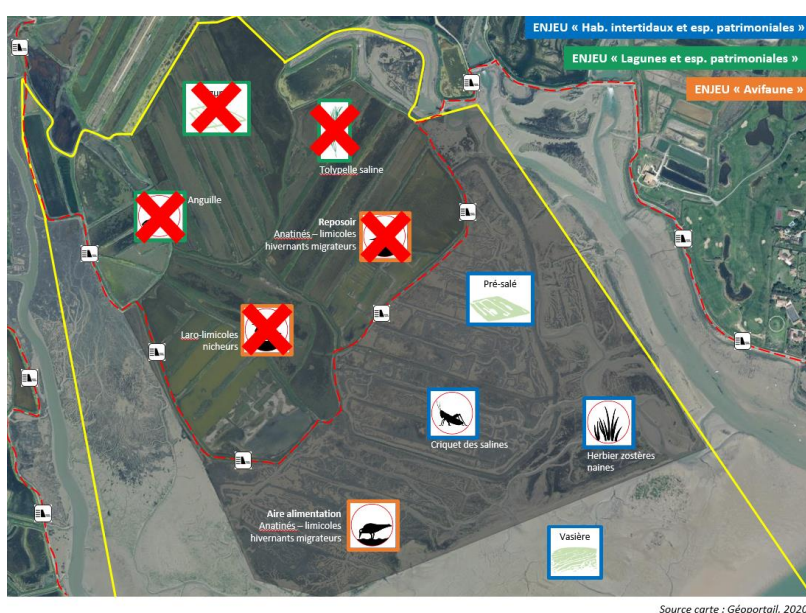 ENJEU « Hab. intertidaux et esp. patrimoniales »
ENJEU « Lagunes et esp. patrimoniales »
ENJEU « Avifaune »
Tolypelle saline
Anguille
Reposoir
Anatinés – limicoles
hivernants migrateurs
Pré-salé
Laro-limicoles
nicheurs
Criquet des salines
Herbier zostères
naines
Aire alimentation
Anatinés – limicoles
hivernants migrateurs
Vasière
Source carte : Géoportail, 2020